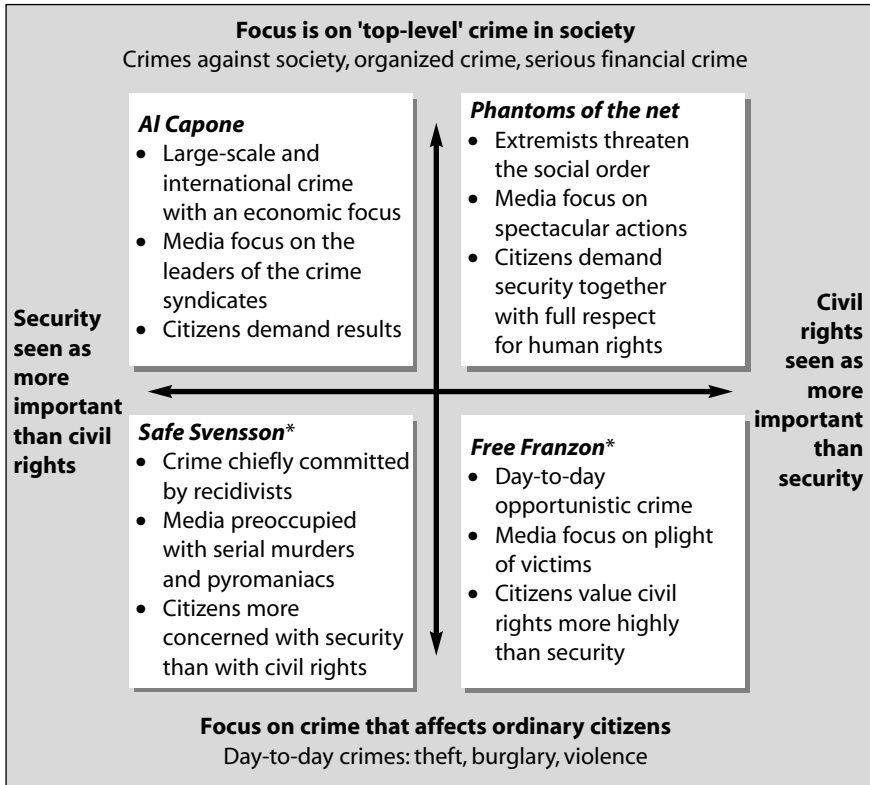 Focus is on 'top-level' crime in society
Crimes against society, organized crime, serious financial crime
Al Capone
• Large-scale and
international crime
with an economic focus
• Media focus on the
leaders of the crime
syndicates
• Citizens demand results
Phantoms of the net
• Extremists threaten
the social order
• Media focus on
spectacular actions
• Citizens demand
security together
with full respect
for human rights
Security
seen as
more
important
than civil
rights
Civil
rights
seen as
more
important
than
security
Safe Svensson*
• Crime chiefly committed
by recidivists
• Media preoccupied
with serial murders
and pyromaniacs
• Citizens more
concerned with security
than with civil rights
Free Franzon*
• Day-to-day
opportunistic crime
• Media focus on plight
of victims
• Citizens value civil
rights more highly
than security
Focus on crime that affects ordinary citizens
Day-to-day crimes: theft, burglary, violence